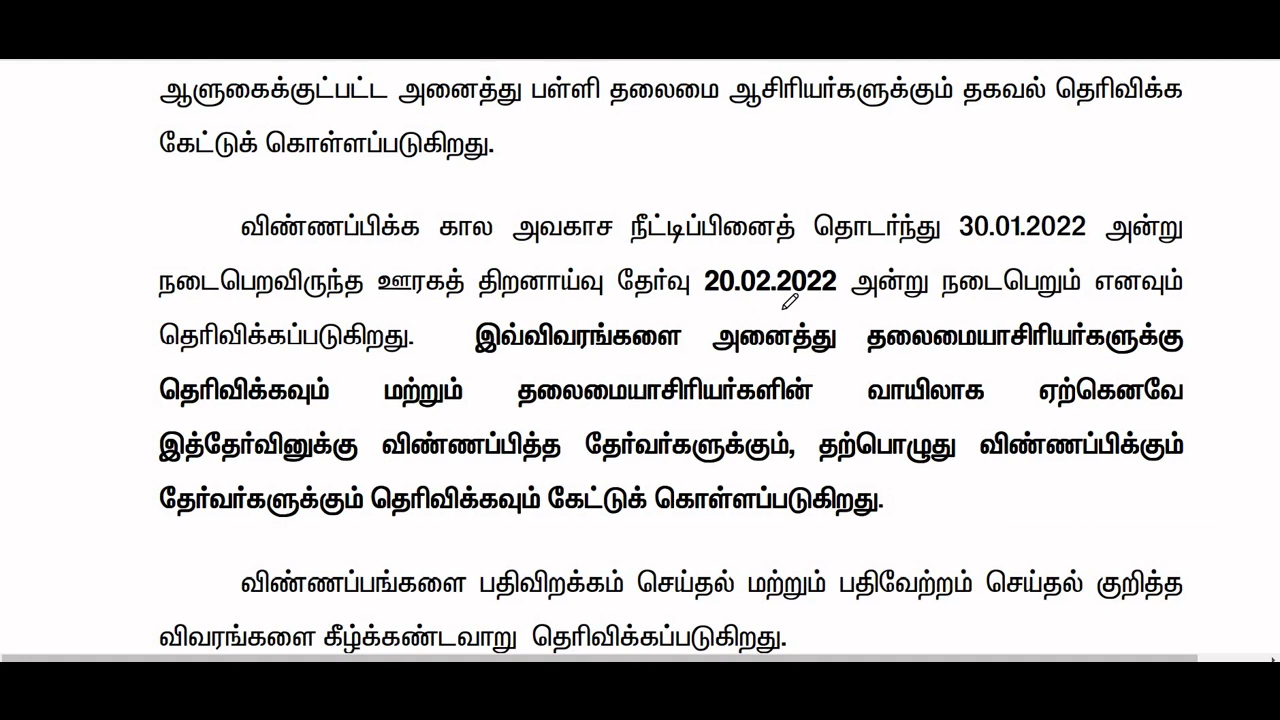 ஆளுகைக்குட்பட்ட அனைத்து பள்ளி தலைமை ஆசிரியர்களுக்கும் தகவல் தெரிவிக்க
கேட்டுக் கொள்ளப்படுகிறது.
விண்ணப்பிக்க கால அவகாச நீட்டிப்பினைத் தொடர்ந்து 30.01.2022 அன்று
நடைபெறவிருந்த ஊரகத் திறனாய்வு தேர்வு 20.02.2022 அன்று நடைபெறும் எனவும்
தெரிவிக்கப்படுகிறது. இவ்விவரங்களை அனைத்து தலைமையாசிரியர்களுக்கு
தெரிவிக்கவும் மற்றும் தலைமையாசிரியர்களின் வாயிலாக ஏற்கெனவே
இத்தேர்வினுக்கு விண்ணப்பித்த தேர்வர்களுக்கும், தற்பொழுது விண்ணப்பிக்கும்
தேர்வர்களுக்கும் தெரிவிக்கவும் கேட்டுக் கொள்ளப்படுகிறது.
விண்ணப்பங்களை பதிவிறக்கம் செய்தல் மற்றும் பதிவேற்றம் செய்தல் குறித்த
விவரங்களை கீழ்க்கண்டவாறு தெரிவிக்கப்படுகிறது.